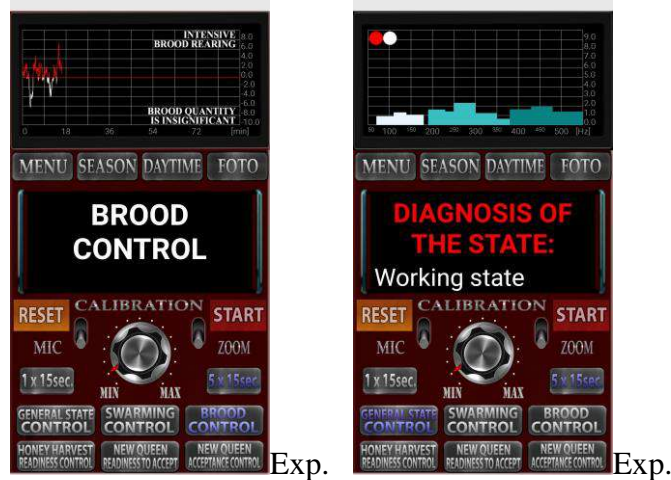 INTENSIVE
BROOD REARING
8.0
6.0
4.0
2.0
0.0
-2.0
-4.0
-6.0
-8.0
-10.0
BROOD QUANTITY
IS INSIGNIFICANT
0 18 36 54 72 [min]
MENU SEASON DAYTIME FOTO
BROOD
CONTROL
RESET CALIBRATION START
MIC ZOOM
1 x 15sec. MIN MAX 5 x 15sec.
GENERAL STATE CONTROL SWARMING CONTROL BROOD CONTROL
HONEY HARVEST READINESS CONTROL NEW QUEEN READINESS TO ACCEPT NEW QUEEN ACCEPTANCE CONTROL
Exp.
9.0
8.0
7.0
6.0
5.0
4.0
3.0
2.0
1.0
0.0
50 100 150 200 250 300 350 400 450 500 [Hz]
MENU SEASON DAYTIME FOTO
DIAGNOSIS OF
THE STATE:
Working state
RESET CALIBRATION START
MIC ZOOM
1 x 15sec. MIN MAX 5 x 15sec.
GENERAL STATE CONTROL SWARMING CONTROL BROOD CONTROL
HONEY HARVEST READINESS CONTROL NEW QUEEN READINESS TO ACCEPT NEW QUEEN ACCEPTANCE CONTROL
Exp.